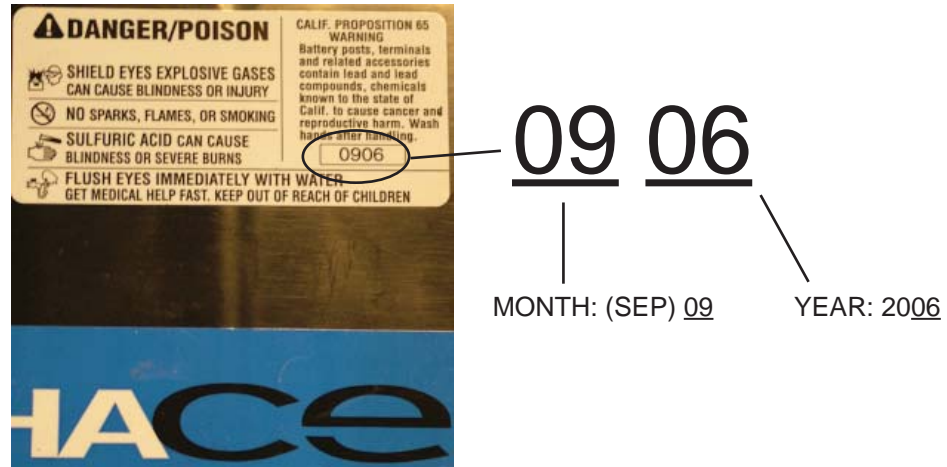 DANGER/POISON
SHIELD EYES EXPLOSIVE GASES
CAN CAUSE BLINDNESS OR INJURY
NO SPARKS, FLAMES, OR SMOKING
SULFURIC ACID CAN CAUSE
BLINDNESS OR SEVERE BURNS
FLUSH EYES IMMEDIATELY WITH WATER
GET MEDICAL HELP FAST. KEEP OUT OF REACH OF CHILDREN
CALIF. PROPOSITION 65
WARNING
Battery posts, terminals
and related accessories
contain lead and lead
compounds, chemicals
known to the state of
Calif. to cause cancer and
reproductive harm. Wash
hands after handling.
0906
HACe
09 06
MONTH: (SEP) 09
YEAR: 2006